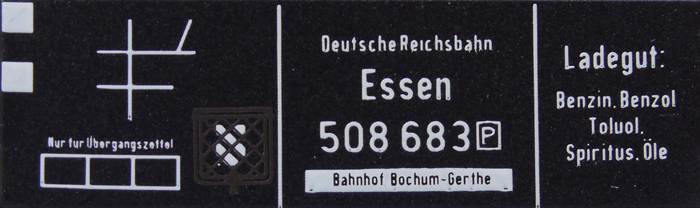 Nur für Übergangszettel
Deutsche Reichsbahn
Essen
508 683 P
Bahnhof Bochum-Gerthe
Ladegut:
Benzin. Benzol
Toluol.
Spiritus. Öle